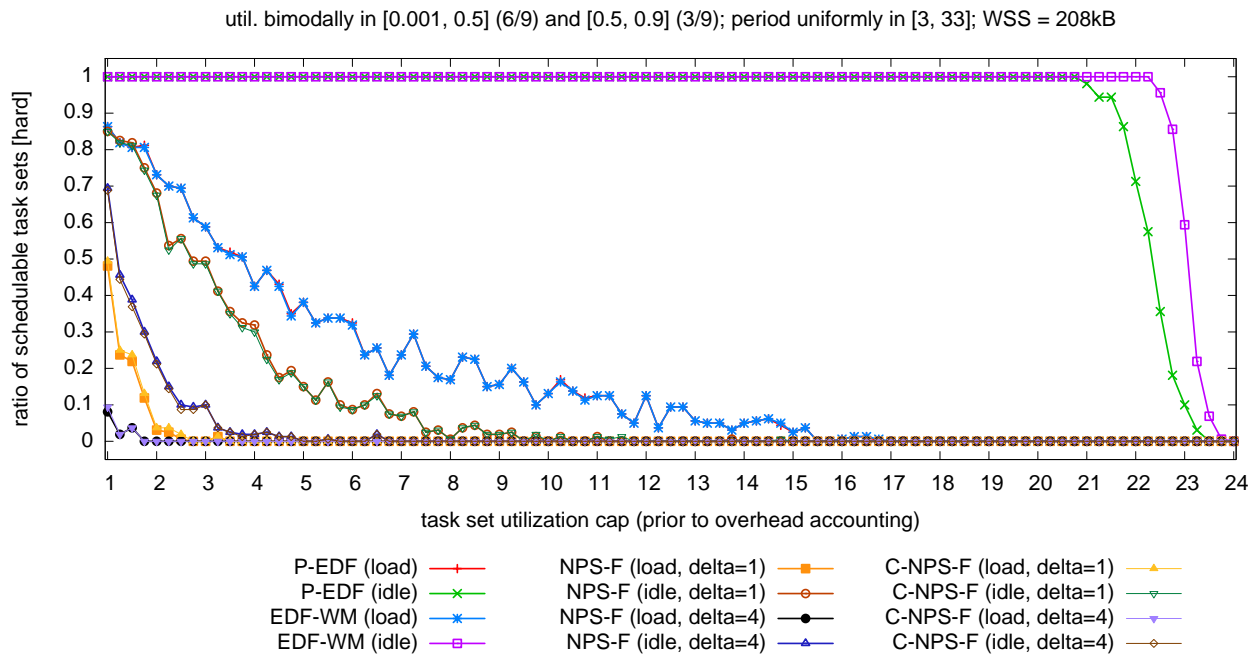 util. bimodally in [0.001, 0.5] (6/9) and [0.5, 0.9] (3/9); period uniformly in [3, 33]; WSS = 208kB
ratio of schedulable task sets [hard]
1
0.9
0.8
0.7
0.6
0.5
0.4
0.3
0.2
0.1
0
1 2 3 4 5 6 7 8 9 10 11 12 13 14 15 16 17 18 19 20 21 22 23 24
task set utilization cap (prior to overhead accounting)
P-EDF (load) NPS-F (load, delta=1) C-NPS-F (load, delta=1)
P-EDF (idle) NPS-F (idle, delta=1) C-NPS-F (idle, delta=1)
EDF-WM (load) NPS-F (load, delta=4) C-NPS-F (load, delta=4)
EDF-WM (idle) NPS-F (idle, delta=4) C-NPS-F (idle, delta=4)